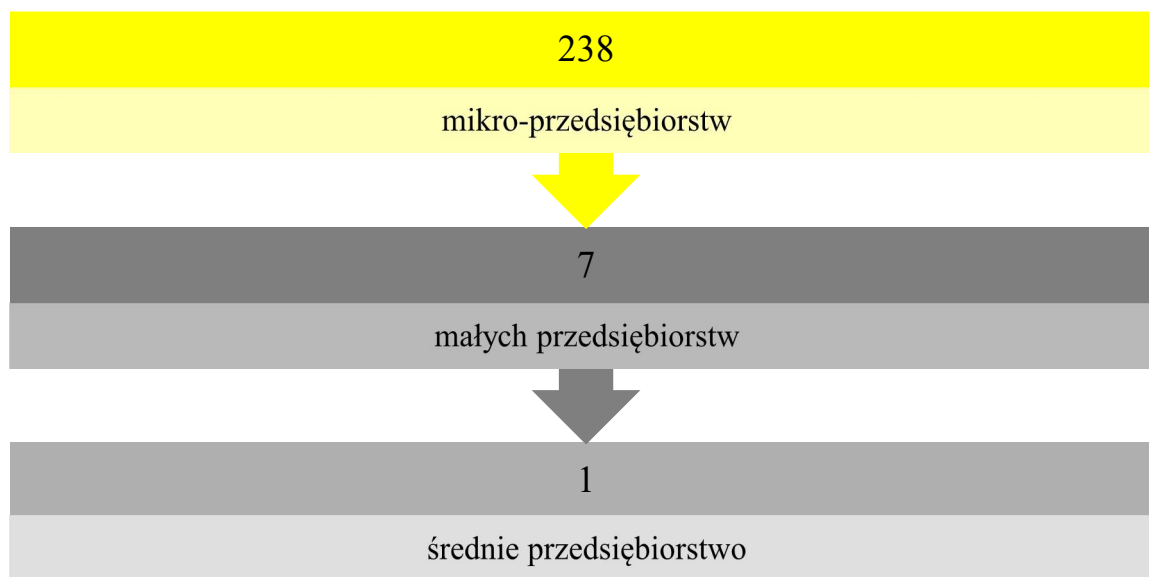 238
mikro-przedsiębiorstw
7
małych przedsiębiorstw
1
średnie przedsiębiorstwo